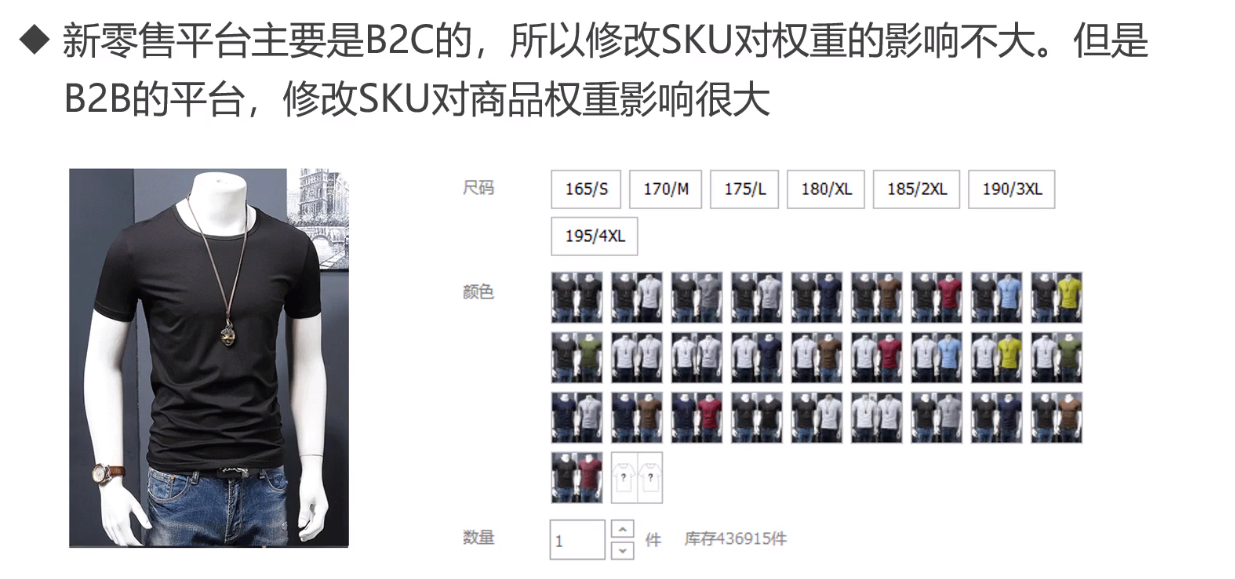 新零售平台主要是B2C的，所以修改SKU对权重的影响不大。但是
B2B的平台，修改SKU对商品权重影响很大
尺码 165/S 170/M 175/L 180/XL 185/2XL 190/3XL
195/4XL
颜色
? ?
数量 1 件 库存436915件